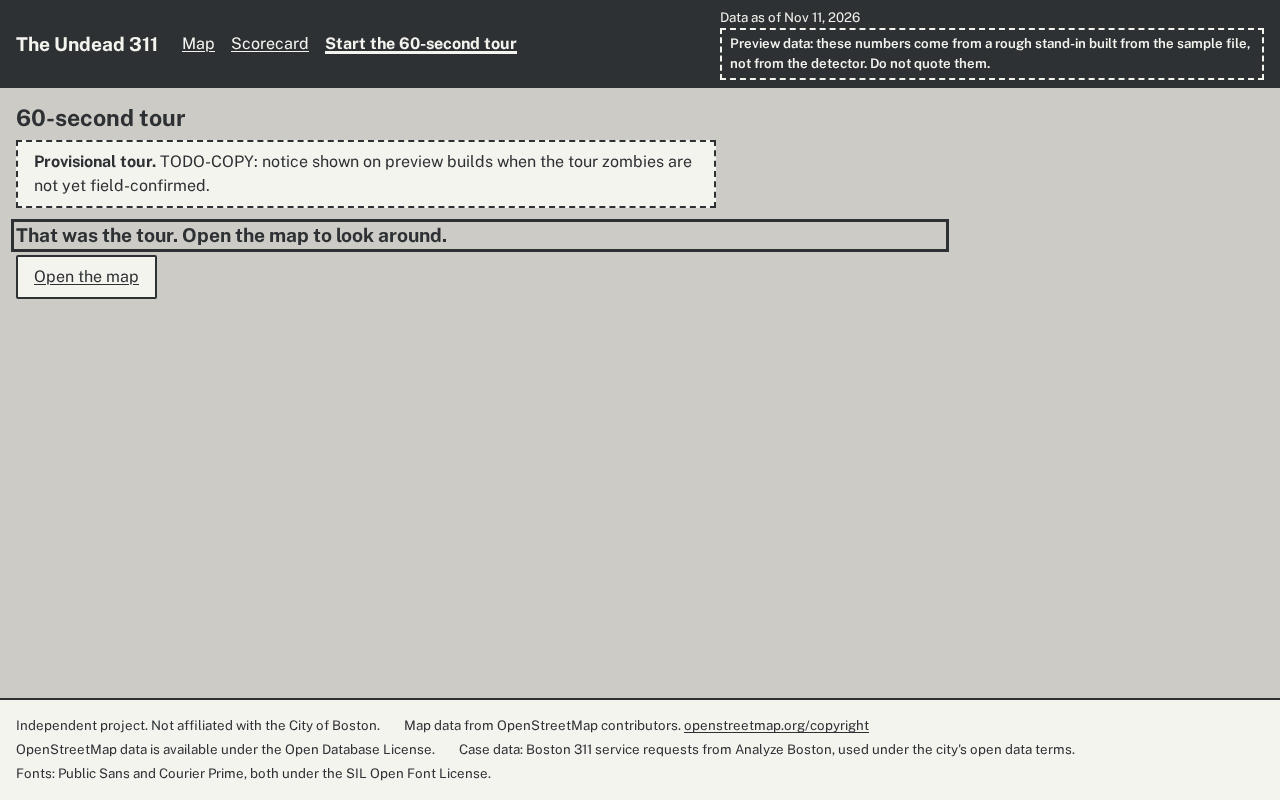 The Undead 311
Map
Scorecard
Start the 60-second tour
Data as of Nov 11, 2026
Preview data: these numbers come from a rough stand-in built from the sample file,
not from the detector. Do not quote them.
60-second tour
Provisional tour. TODO-COPY: notice shown on preview builds when the tour zombies are
not yet field-confirmed.
That was the tour. Open the map to look around.
Open the map
Independent project. Not affiliated with the City of Boston. Map data from OpenStreetMap contributors. openstreetmap.org/copyright
OpenStreetMap data is available under the Open Database License. Case data: Boston 311 service requests from Analyze Boston, used under the city's open data terms.
Fonts: Public Sans and Courier Prime, both under the SIL Open Font License.